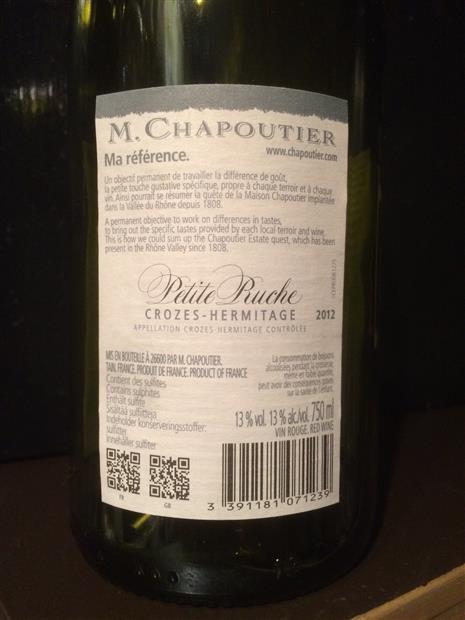 M. CHAPOUTIER
Ma référence.
www.chapoutier.com
Un objectif permanent de travailler la différence de goût,
la petite touche gustative spécifique, propre à chaque terroir et à chaque
vin. Ainsi pourrait se résumer la quête de la Maison Chapoutier implantée
dans la Vallée du Rhône depuis 1808.
A permanent objective to work on differences in tastes,
to bring out the specific tastes provided by each local terroir and wine.
This is how we could sum up the Chapoutier Estate quest, which has been
present in the Rhône Valley since 1808.
Petite Ruche
CROZES-HERMITAGE 2012
APPELLATION CROZES-HERMITAGE CONTRÔLÉE
MIS EN BOUTEILLE À 26600 PAR M. CHAPOUTIER.
TAIN. FRANCE. PRODUIT DE FRANCE. PRODUCT OF FRANCE
Contient des sulfites
Contains sulphites
Enthält sulfite
Sisältää sulfiitteja
Indeholder konserveringsstoffer:
sulfitter
Innehåller sulfiter
La consommation de boissons
alcoolisées pendant la grossesse,
même en faible quantité,
peut avoir des conséquences graves
sur la santé de l'enfant.
13 % vol. 13 % alc./vol. 750 ml
VIN ROUGE. RED WINE
FR
GB
3 391181 071239